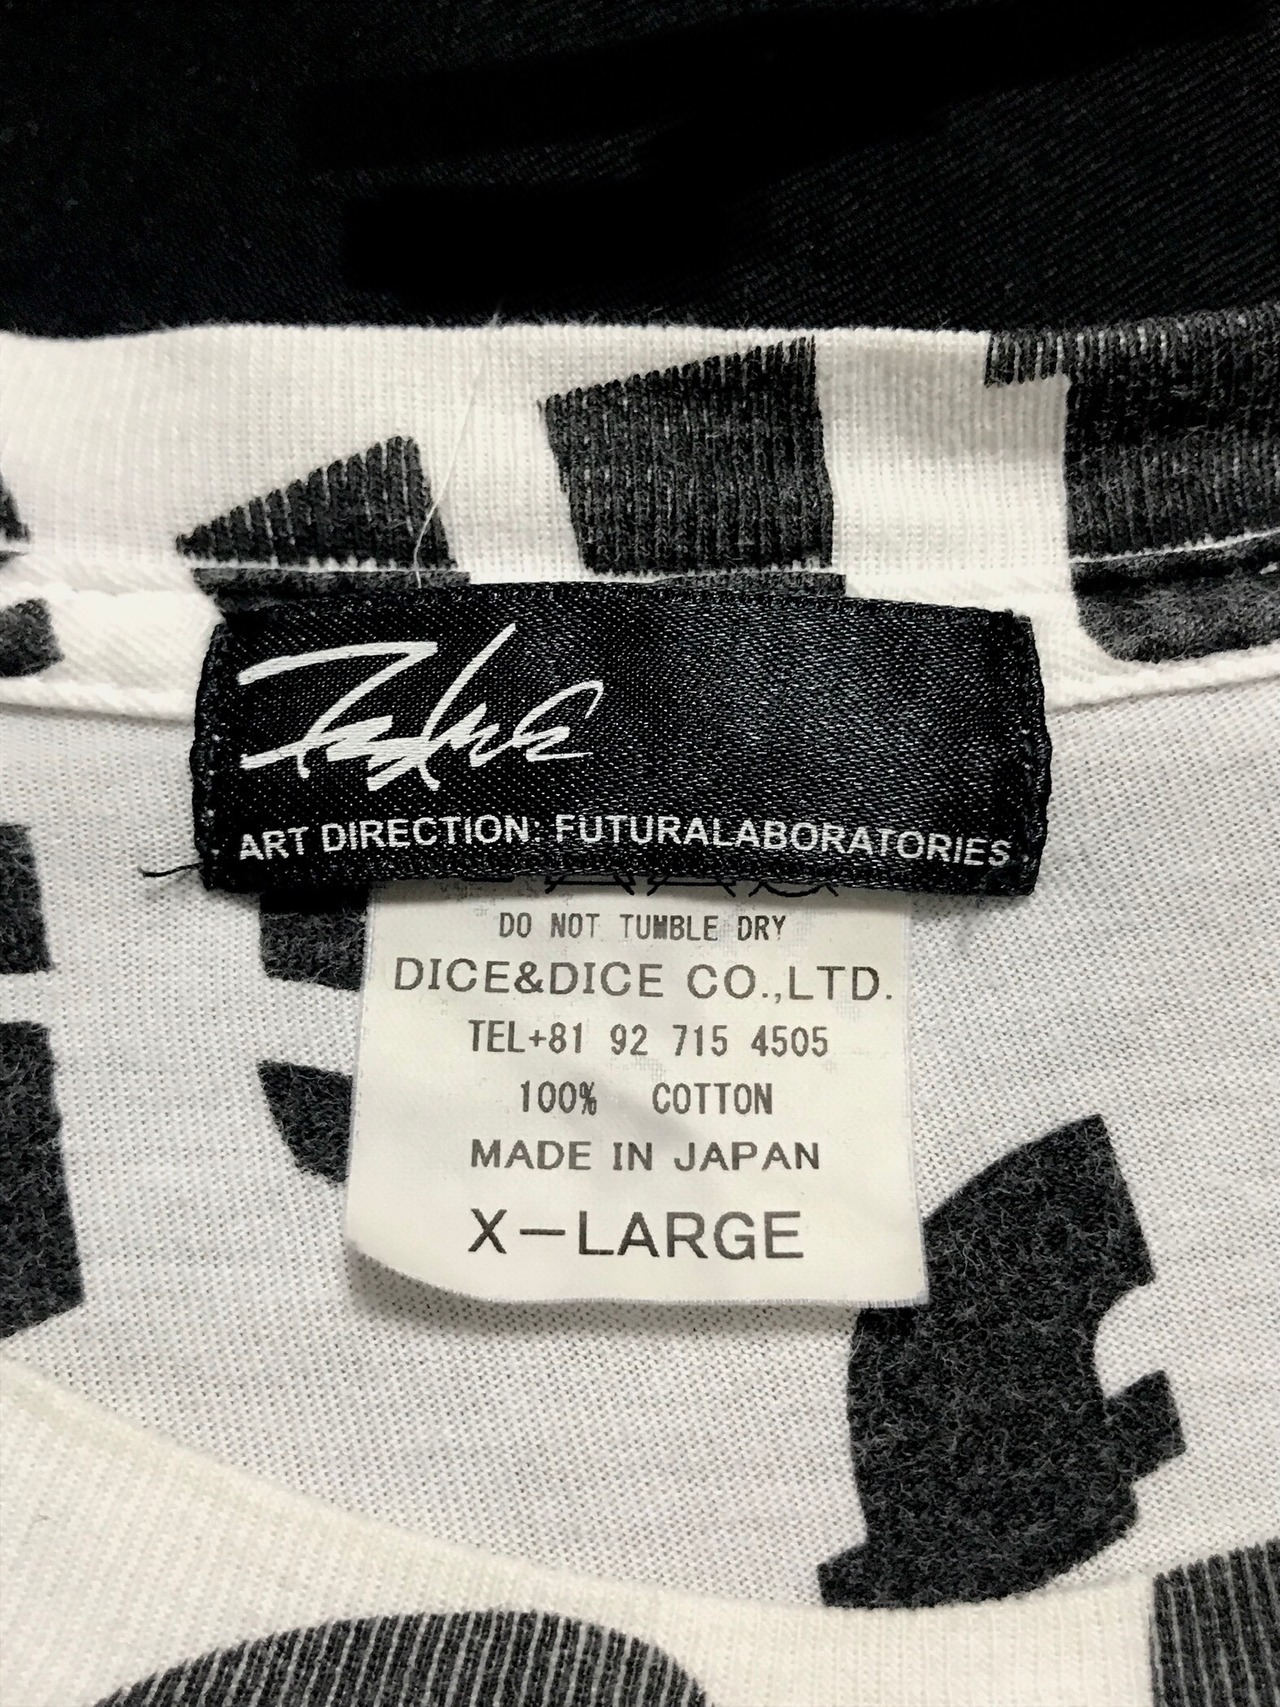 Futura
ART DIRECTION: FUTURALABORATORIES
DO NOT TUMBLE DRY
DICE&DICE CO.,LTD.
TEL+81 92 715 4505
100% COTTON
MADE IN JAPAN
X-LARGE